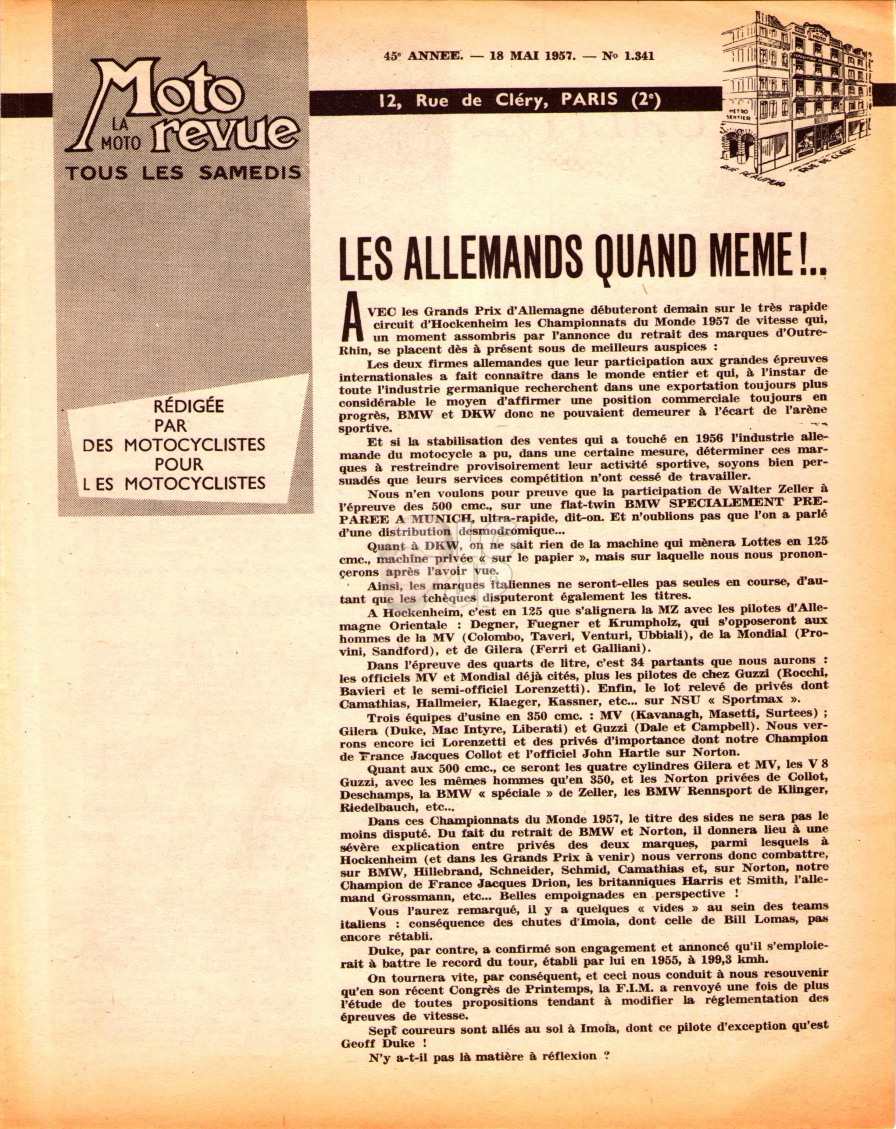 45e ANNEE. — 18 MAI 1957. — No 1.341
12, Rue de Cléry, PARIS (2e)
Moto
LA
MOTO
revue
TOUS LES SAMEDIS
METRO
SENTIER
RUE REAUMUR
RUE DE CLERY
RÉDIGÉE
PAR
DES MOTOCYCLISTES
POUR
LES MOTOCYCLISTES
LES ALLEMANDS QUAND MEME !..
AVEC les Grands Prix d'Allemagne débuteront demain sur le très rapide
circuit d'Hockenheim les Championnats du Monde 1957 de vitesse qui,
un moment assombris par l'annonce du retrait des marques d'Outre-
Rhin, se placent dès à présent sous de meilleurs auspices :
Les deux firmes allemandes que leur participation aux grandes épreuves
internationales a fait connaître dans le monde entier et qui, à l'instar de
toute l'industrie germanique recherchent dans une exportation toujours plus
considérable le moyen d'affirmer une position commerciale toujours en
progrès, BMW et DKW donc ne pouvaient demeurer à l'écart de l'arène
sportive.
Et si la stabilisation des ventes qui a touché en 1956 l'industrie alle-
mande du motocycle a pu, dans une certaine mesure, déterminer ces mar-
ques à restreindre provisoirement leur activité sportive, soyons bien per-
suadés que leurs services compétition n'ont cessé de travailler.
Nous n'en voulons pour preuve que la participation de Walter Zeller à
l'épreuve des 500 cmc., sur une flat-twin BMW SPECIALEMENT PRE-
PAREE A MUNICH, ultra-rapide, dit-on. Et n'oublions pas que l'on a parlé
d'une distribution desmodromique...
Quant à DKW, on ne sait rien de la machine qui mènera Lottes en 125
cmc., machine privée « sur le papier », mais sur laquelle nous nous pronon-
çerons après l'avoir vue.
Ainsi, les marques italiennes ne seront-elles pas seules en course, d'au-
tant que les tchèques disputeront également les titres.
A Hockenheim, c'est en 125 que s'alignera la MZ avec les pilotes d'Alle-
magne Orientale : Degner, Fuegner et Krumpholz, qui s'opposeront aux
hommes de la MV (Colombo, Taveri, Venturi, Ubbiali), de la Mondial (Pro-
vini, Sandford), et de Gilera (Ferri et Galliani).
Dans l'épreuve des quarts de litre, c'est 34 partants que nous aurons :
les officiels MV et Mondial déjà cités, plus les pilotes de chez Guzzi (Rocchi,
Bavieri et le semi-officiel Lorenzetti). Enfin, le lot relevé de privés dont
Camathias, Hallmeier, Klaeger, Kassner, etc... sur NSU « Sportmax ».
Trois équipes d'usine en 350 cmc. : MV (Kavanagh, Masetti, Surtees) ;
Gilera (Duke, Mac Intyre, Liberati) et Guzzi (Dale et Campbell). Nous ver-
rons encore ici Lorenzetti et des privés d'importance dont notre Champion
de France Jacques Collot et l'officiel John Hartle sur Norton.
Quant aux 500 cmc., ce seront les quatre cylindres Gilera et MV, les V 8
Guzzi, avec les mêmes hommes qu'en 350, et les Norton privées de Collot,
Deschamps, la BMW « spéciale » de Zeller, les BMW Rennsport de Klinger,
Riedelbauch, etc...
Dans ces Championnats du Monde 1957, le titre des sides ne sera pas le
moins disputé. Du fait du retrait de BMW et Norton, il donnera lieu à une
sévère explication entre privés des deux marques, parmi lesquels à
Hockenheim (et dans les Grands Prix à venir) nous verrons donc combattre,
sur BMW, Hillebrand, Schneider, Schmid, Camathias et, sur Norton, notre
Champion de France Jacques Drion, les britanniques Harris et Smith, l'alle-
mand Grossmann, etc... Belles empoignades en perspective !
Vous l'aurez remarqué, il y a quelques « vides » au sein des teams
italiens : conséquence des chutes d'Imola, dont celle de Bill Lomas, pas
encore rétabli.
Duke, par contre, a confirmé son engagement et annoncé qu'il s'emploie-
rait à battre le record du tour, établi par lui en 1955, à 199,3 kmh.
On tournera vite, par conséquent, et ceci nous conduit à nous resouvenir
qu'en son récent Congrès de Printemps, la F.I.M. a renvoyé une fois de plus
l'étude de toutes propositions tendant à modifier la réglementation des
épreuves de vitesse.
Sept coureurs sont allés au sol à Imola, dont ce pilote d'exception qu'est
Geoff Duke !
N'y a-t-il pas là matière à réflexion ?